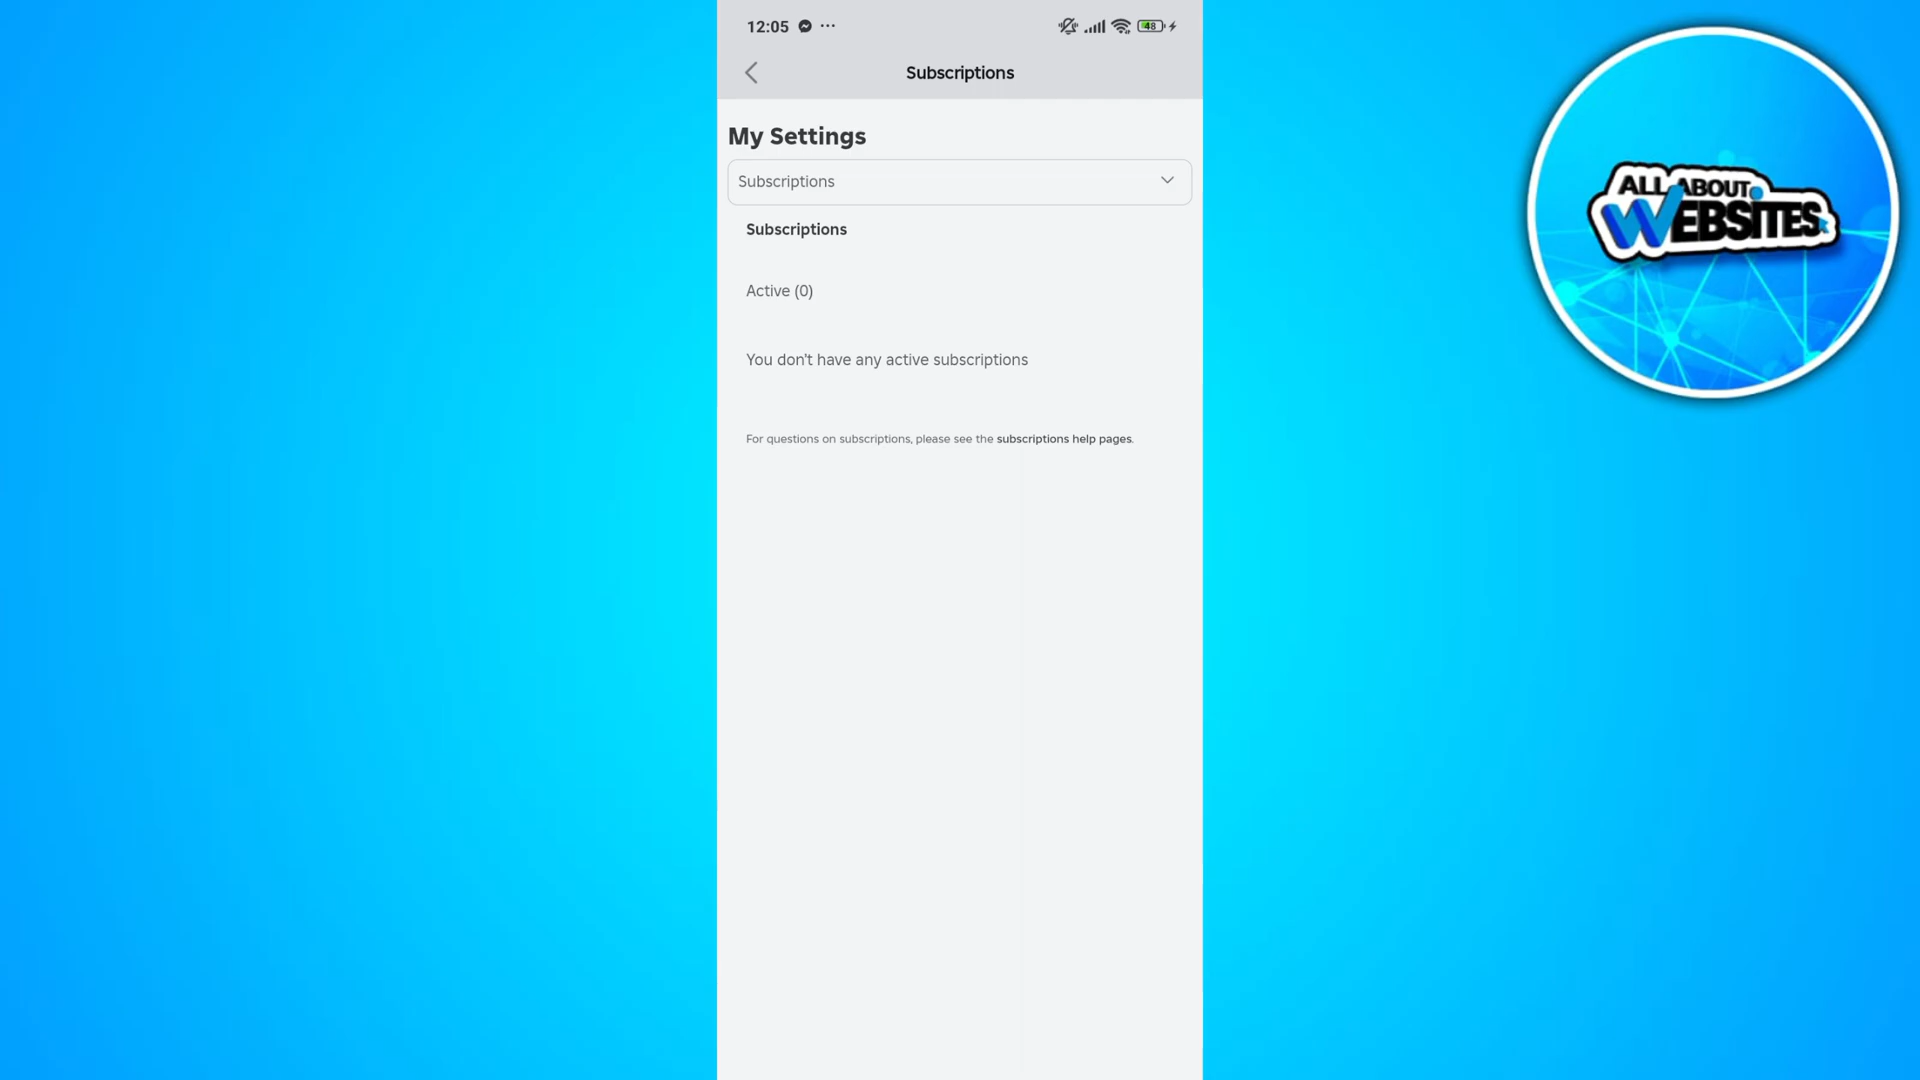 12:05
48
Subscriptions
My Settings
Subscriptions
Subscriptions
Active (0)
You don't have any active subscriptions
For questions on subscriptions, please see the subscriptions help pages.
ALL ABOUT
WEBSITES